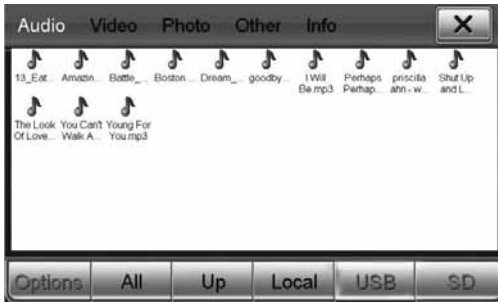 Audio Video Photo Other Info X
13_Eat... Amazin... Battle_... Boston... Dream_... goodby... I Will Perhaps priscilla Shut Up
Be.mp3 Perhap... ahn - w... and L...
The Look You Can't Young For
Of Love... Walk A... You.mp3
Options All Up Local USB SD